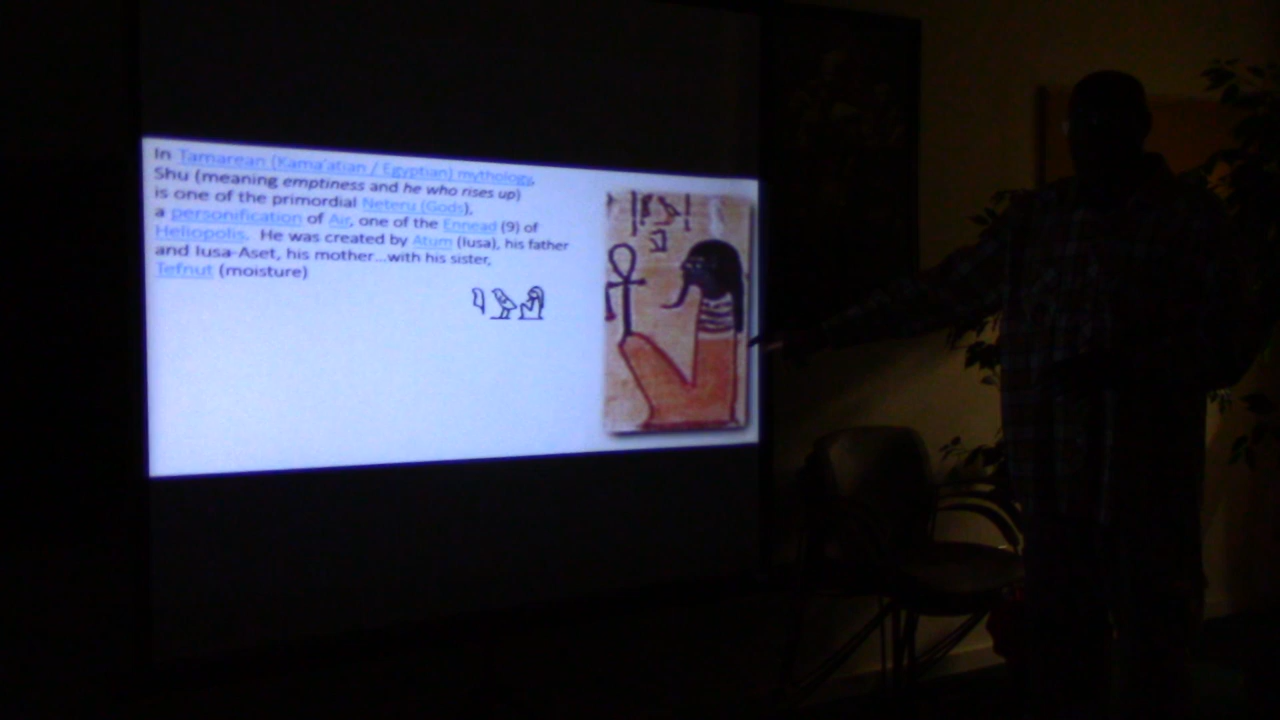 In Tamarean (Kama'atian / Egyptian) mythology,
Shu (meaning emptiness and he who rises up)
is one of the primordial Neteru (Gods),
a personification of Air, one of the Ennead (9) of
Heliopolis. He was created by Atum (Iusa), his father
and Iusa-Aset, his mother...with his sister,
Tefnut (moisture)